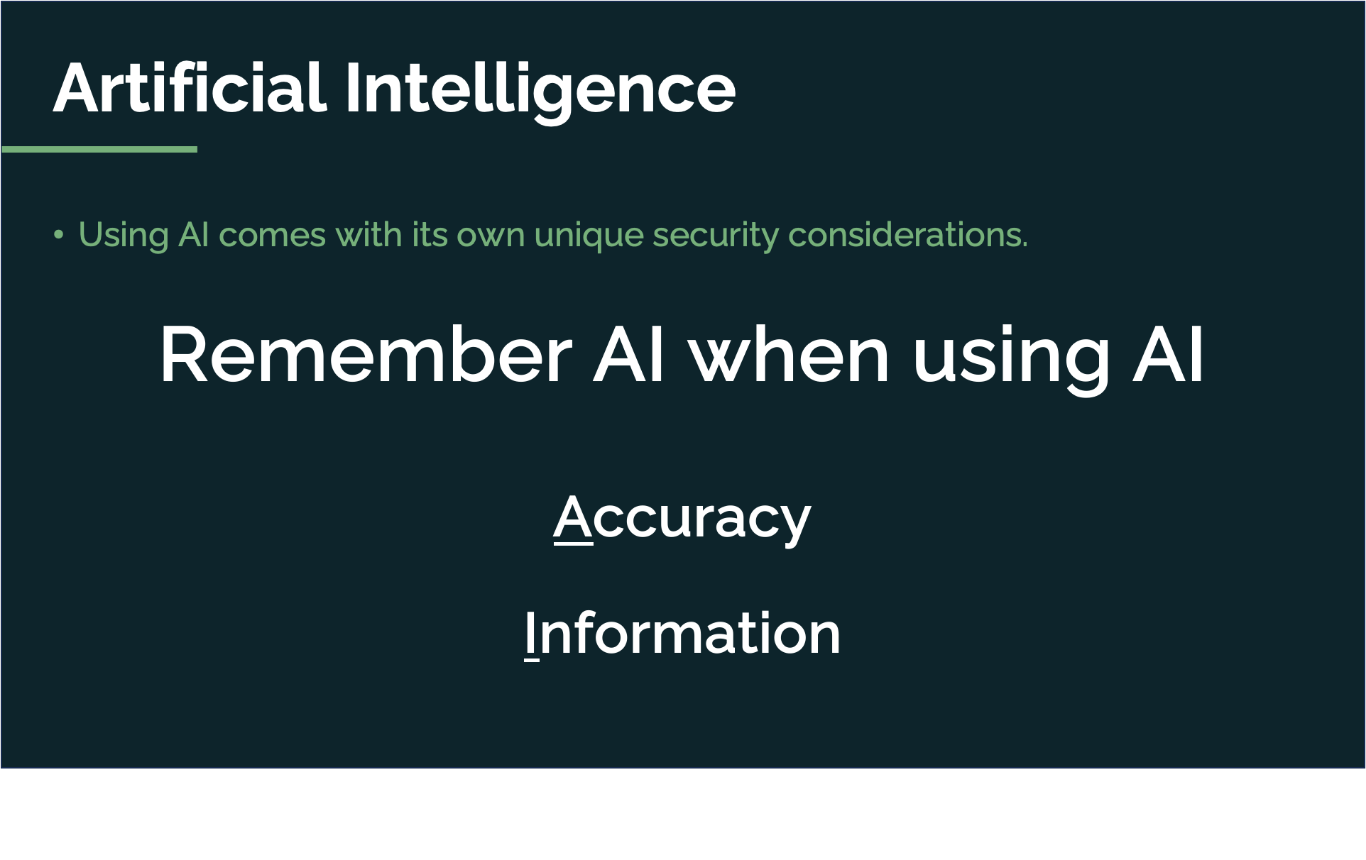 Artificial Intelligence
• Using AI comes with its own unique security considerations.
Remember AI when using AI
Accuracy
Information